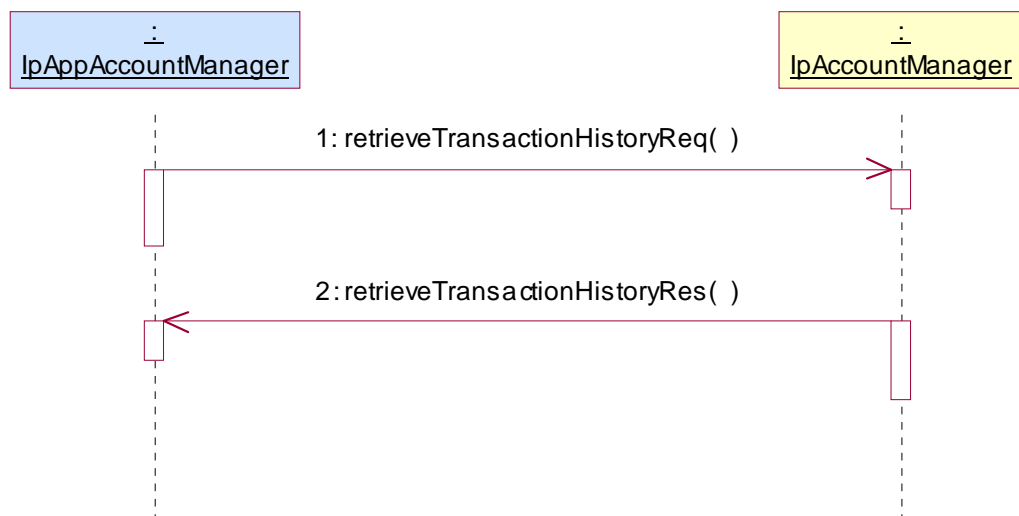 :
IpAppAccountManager
:
IpAccountManager
1: retrieveTransactionHistoryReq( )
2: retrieveTransactionHistoryRes( )